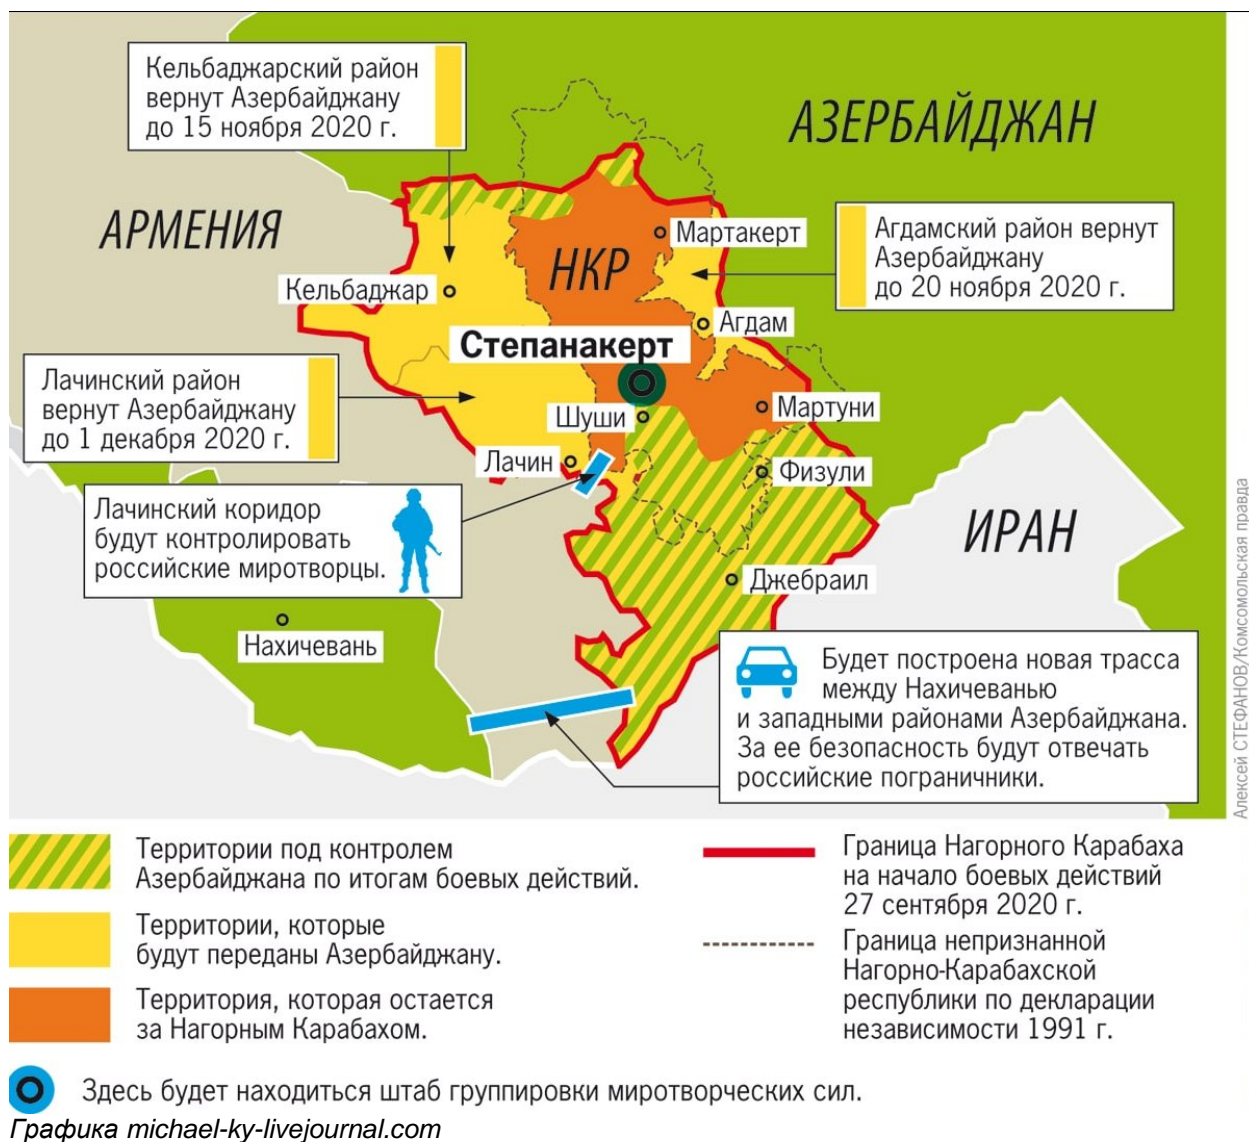 Кельбаджарский район
вернут Азербайджану
до 15 ноября 2020 г.
АЗЕРБАЙДЖАН
АРМЕНИЯ
Мартакерт
Агдамский район вернут
Азербайджану
до 20 ноября 2020 г.
НКР
Кельбаджар
Агдам
Степанакерт
Лачинский район
вернут Азербайджану
до 1 декабря 2020 г.
Шуши
Мартуни
Лачин
Физули
Лачинский коридор
будут контролировать
российские миротворцы.
ИРАН
Джебраил
Нахичевань
Будет построена новая трасса
между Нахичеванью
и западными районами Азербайджана.
За ее безопасность будут отвечать
российские пограничники.
Алексей СТЕФАНОВ/Комсомольская правда
Территории под контролем
Азербайджана по итогам боевых действий.
Территории, которые
будут переданы Азербайджану.
Территория, которая остается
за Нагорным Карабахом.
Граница Нагорного Карабаха
на начало боевых действий
27 сентября 2020 г.
Граница непризнанной
Нагорно-Карабахской
республики по декларации
независимости 1991 г.
Здесь будет находиться штаб группировки миротворческих сил.
Графика michael-ky-livejournal.com